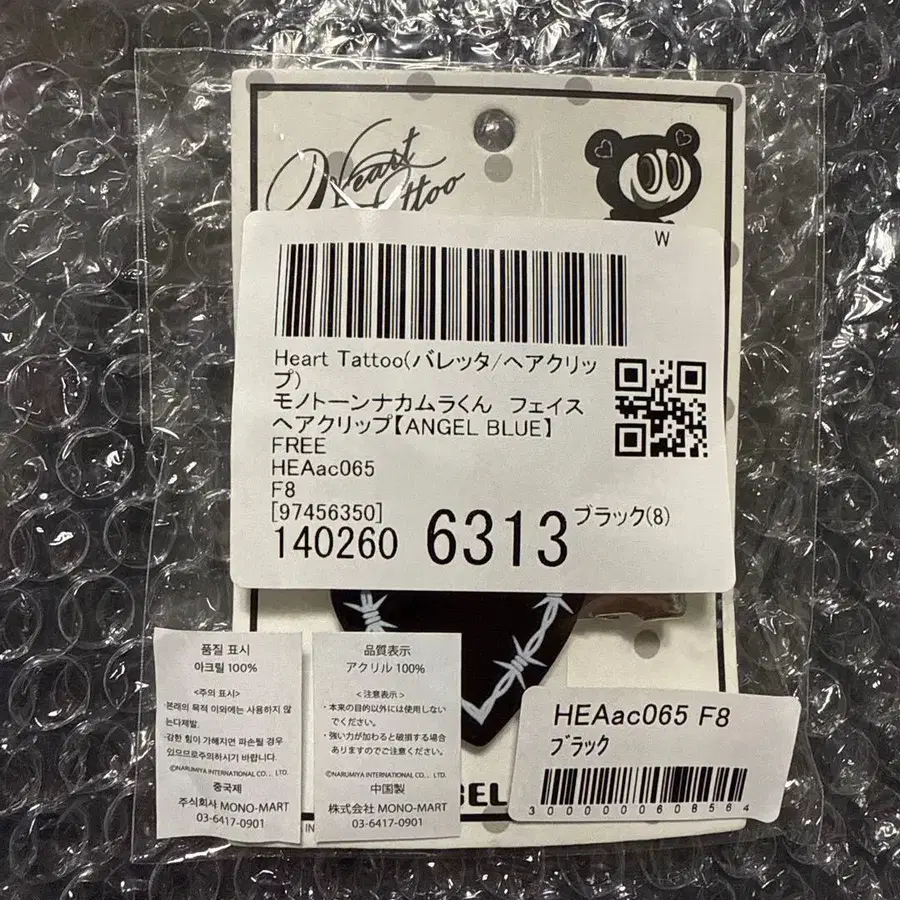 Heart
Tattoo
W
Heart Tattoo(バレッタ/ヘアクリッ
プ)
モノトーンナカムラくん フェイス
ヘアクリップ【ANGEL BLUE】
FREE
HEAac065
F8
[97456350]
140260 6313 ブラック(8)
품질 표시
아크릴 100%
<주의 표시>
・본래의 목적 이외에는 사용하지 않
는다제발.
・강한 힘이 가해지면 파손될 경우
있으므로주의하시기 바랍니다.
©NARUMIYA INTERNATIONAL CO. , LTD.
중국제
주식회사 MONO-MART
03-6417-0901
品質表示
アクリル 100%
<注意表示>
・本来の目的以外には使用しない
でください。
・強い力が加わると破損する場合
ありますのでご注意ください。
©NARUMIYA INTERNATIONAL CO. , LTD.
中国製
株式会社 MONO-MART
03-6417-0901
HEAac065 F8
ブラック
3000000608564